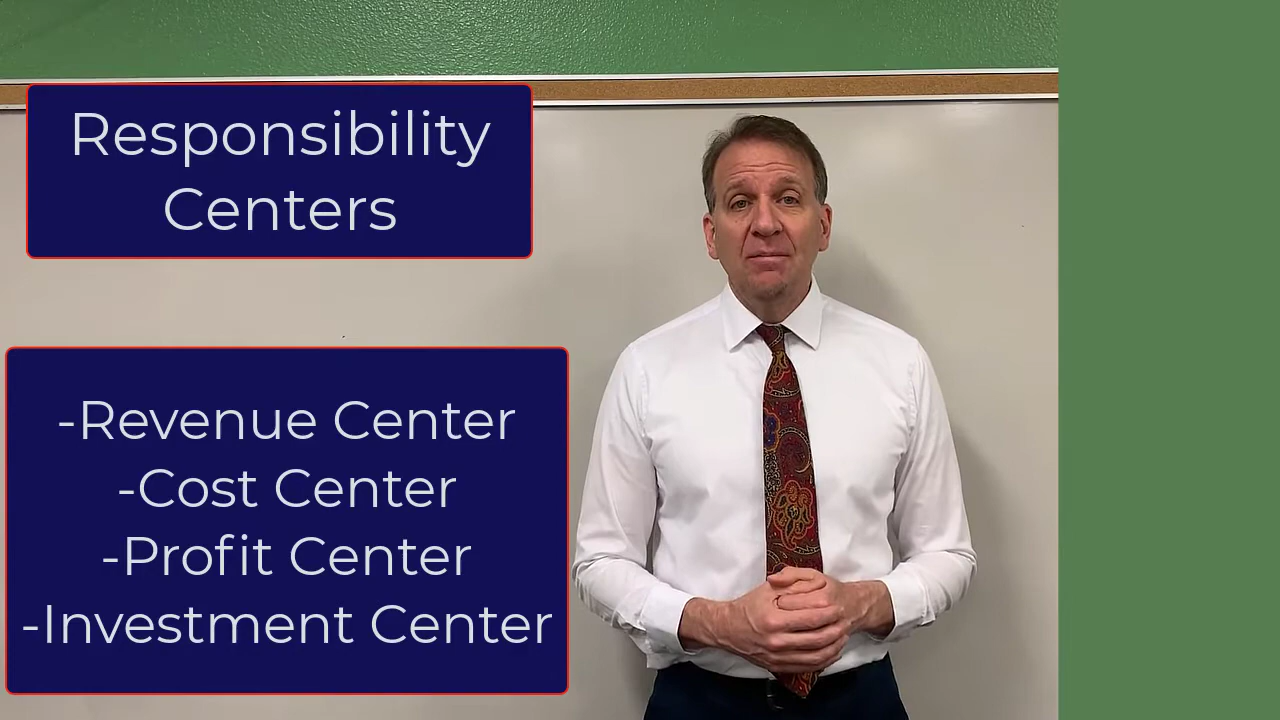 Responsibility
Centers
-Revenue Center
-Cost Center
-Profit Center
-Investment Center